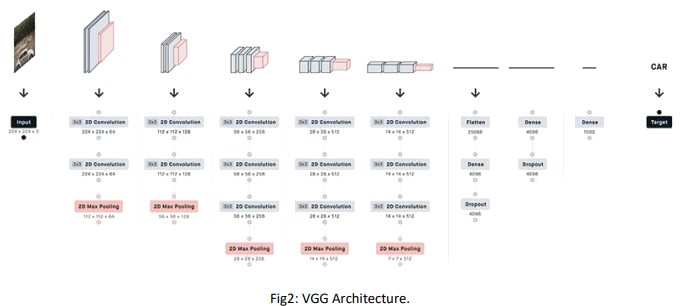 CAR
Input
224 x 224 x 3
3x3 2D Convolution
224 x 224 x 64
3x3 2D Convolution
224 x 224 x 64
2D Max Pooling
112 x 112 x 64
3x3 2D Convolution
112 x 112 x 128
3x3 2D Convolution
112 x 112 x 128
2D Max Pooling
56 x 56 x 128
3x3 2D Convolution
56 x 56 x 256
3x3 2D Convolution
56 x 56 x 256
3x3 2D Convolution
56 x 56 x 256
2D Max Pooling
28 x 28 x 256
3x3 2D Convolution
28 x 28 x 512
3x3 2D Convolution
28 x 28 x 512
3x3 2D Convolution
28 x 28 x 512
2D Max Pooling
14 x 14 x 512
3x3 2D Convolution
14 x 14 x 512
3x3 2D Convolution
14 x 14 x 512
3x3 2D Convolution
14 x 14 x 512
2D Max Pooling
7 x 7 x 512
Flatten
25088
Dense
4096
Dropout
4096
Dense
4096
Dropout
4096
Dense
1000
Target
Fig2: VGG Architecture.